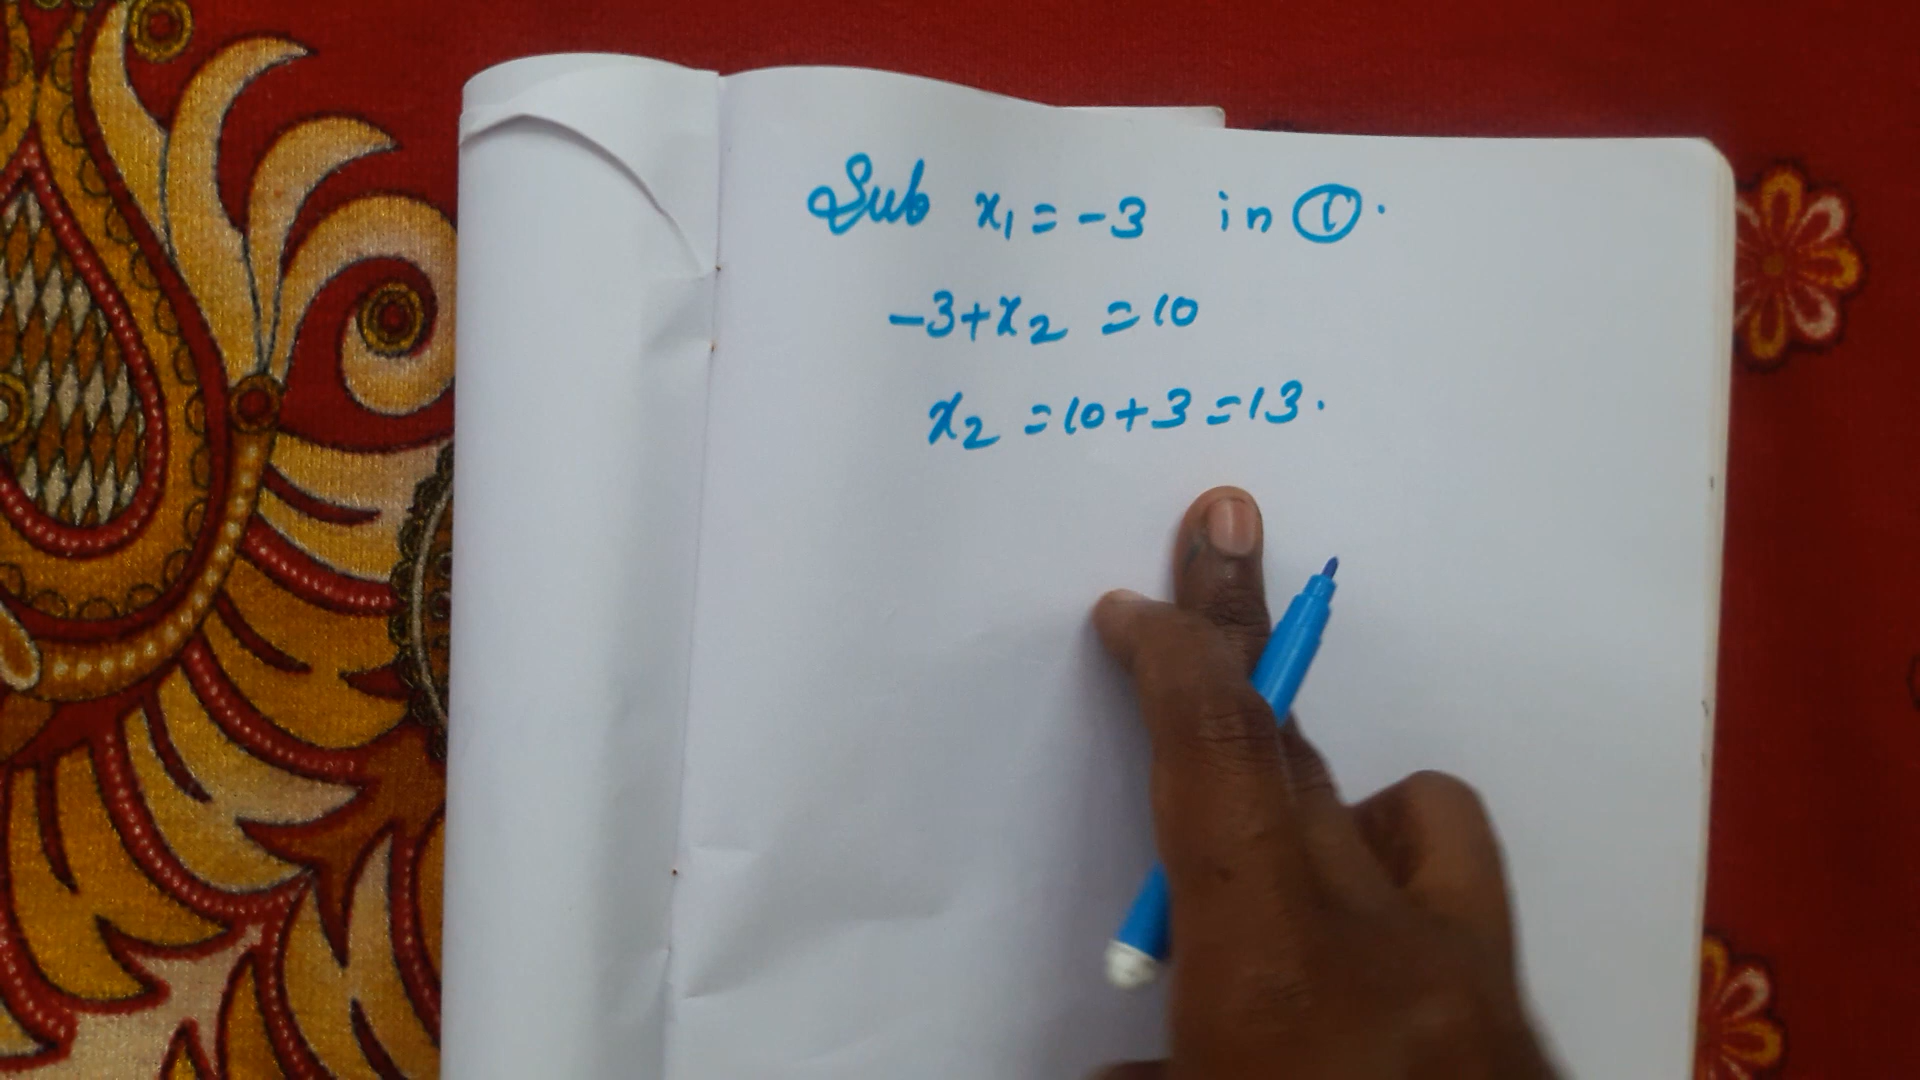 Sub x₁ = -3 in ①.
-3+x₂ = 10
x₂ = 10+3 = 13.